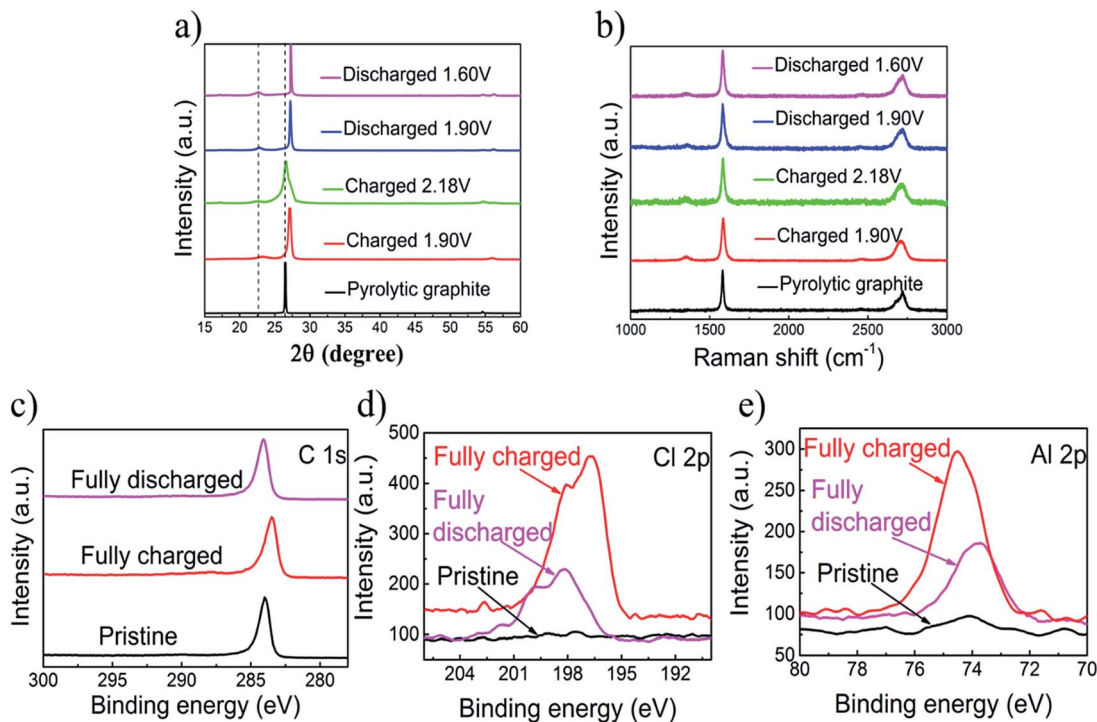 a)
Intensity (a.u.)
Discharged 1.60V
Discharged 1.90V
Charged 2.18V
Charged 1.90V
Pyrolytic graphite
15 20 25 30 35 40 45 50 55 60
2θ (degree)
b)
Intensity (a.u.)
Discharged 1.60V
Discharged 1.90V
Charged 2.18V
Charged 1.90V
Pyrolytic graphite
1000 1500 2000 2500 3000
Raman shift (cm⁻¹)
c)
Intensity (a.u.)
C 1s
Fully discharged
Fully charged
Pristine
300 295 290 285 280
Binding energy (eV)
d)
Intensity (a.u.)
500
400
300
200
100
Cl 2p
Fully charged
Fully
discharged
Pristine
204 201 198 195 192
Binding energy (eV)
e)
Intensity (a.u.)
300
250
200
150
100
50
Al 2p
Fully charged
Fully
discharged
Pristine
80 78 76 74 72 70
Binding energy (eV)